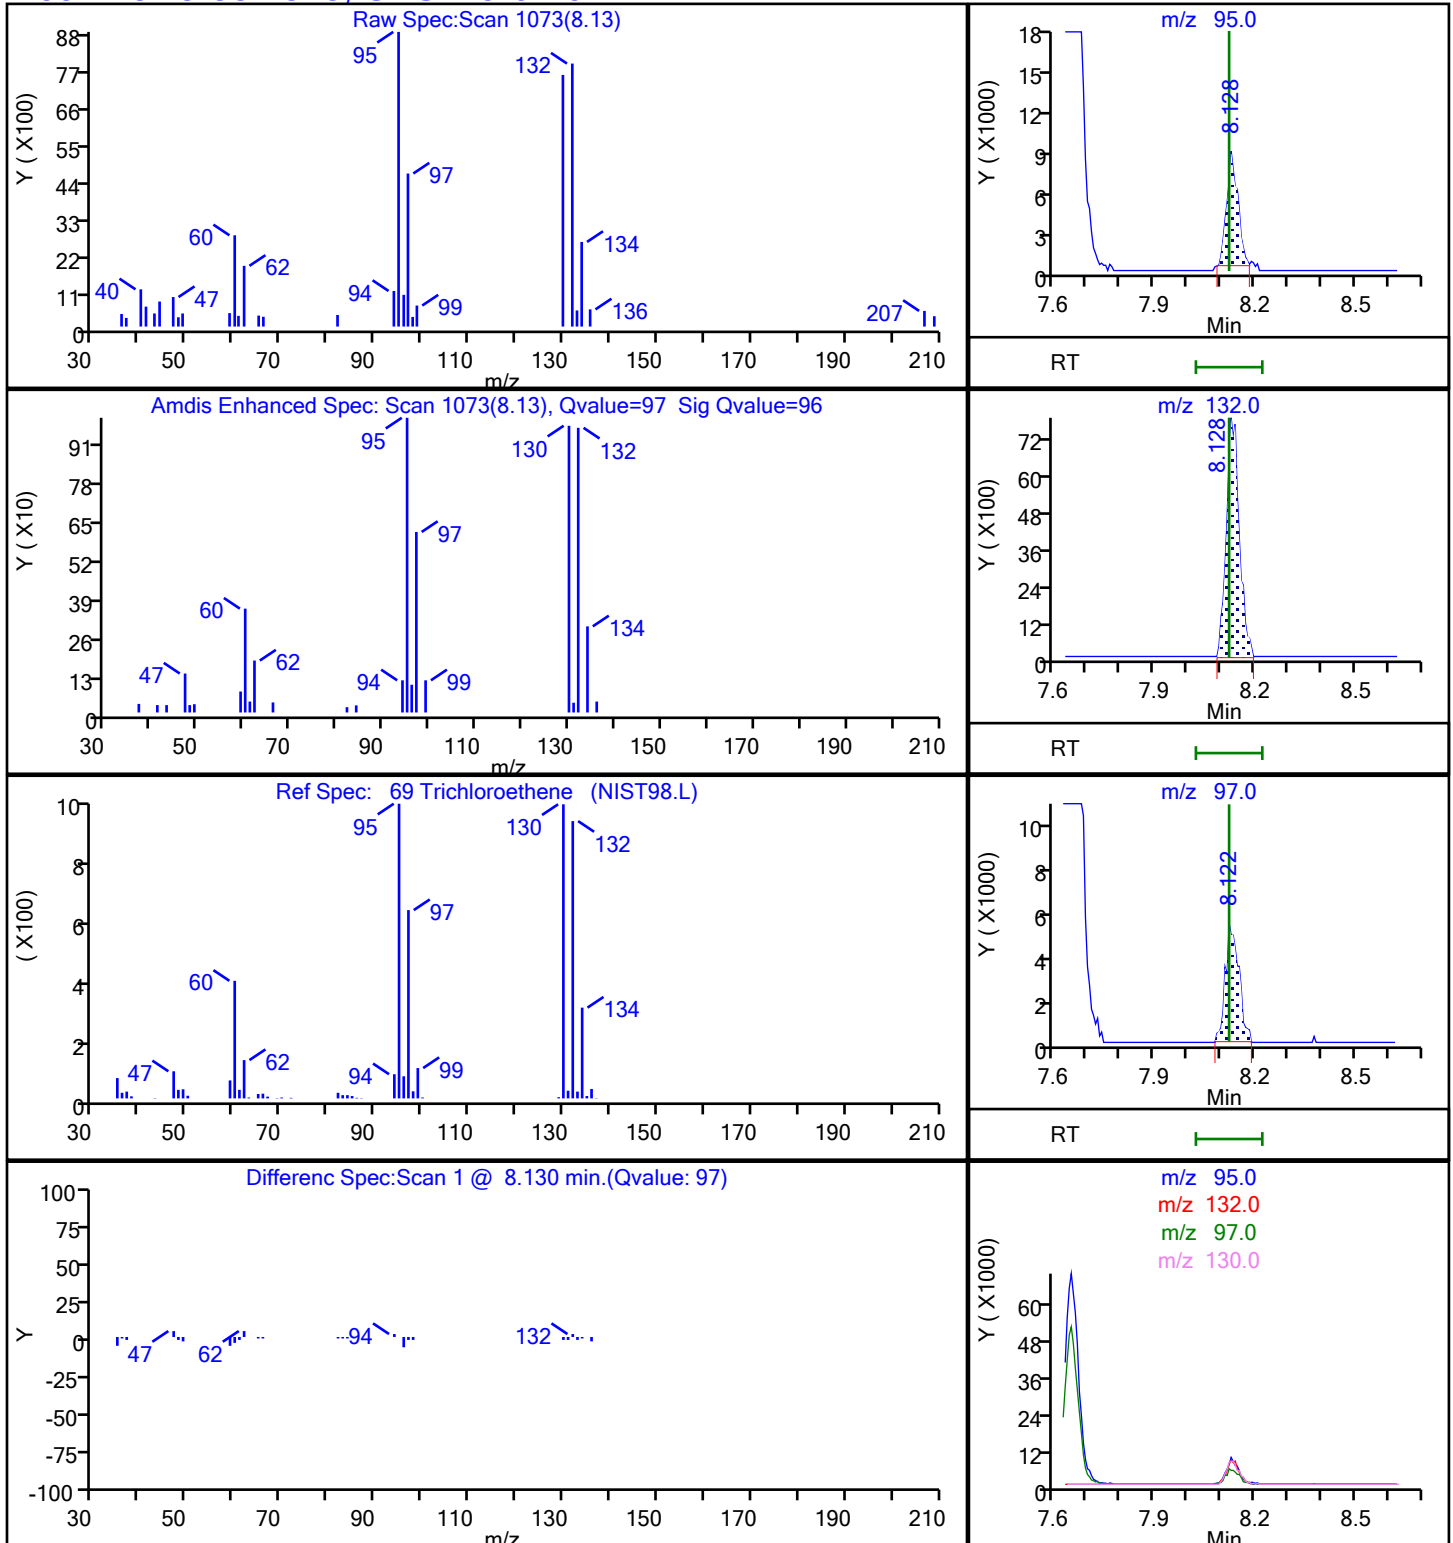 Raw Spec:Scan 1073(8.13)
Y ( X100)
88
77
66
55
44
33
22
11
0
95
132
97
60
62
134
40
47
94
99
136
207
30 50 70 90 110 130 150 170 190 210
m/z
m/z 95.0
Y ( X1000)
18
15
12
9
6
3
0
8.128
7.6 7.9 8.2 8.5
Min
RT
Amdis Enhanced Spec: Scan 1073(8.13), Qvalue=97 Sig Qvalue=96
Y ( X10)
91
78
65
52
39
26
13
0
95
130
132
97
60
134
62
47
94
99
30 50 70 90 110 130 150 170 190 210
m/z
m/z 132.0
Y ( X100)
72
60
48
36
24
12
0
8.128
7.6 7.9 8.2 8.5
Min
RT
Ref Spec: 69 Trichloroethene (NIST98.L)
( X100)
10
8
6
4
2
0
95
130
132
97
60
134
47
62
94
99
30 50 70 90 110 130 150 170 190 210
m/z
m/z 97.0
Y ( X1000)
10
8
6
4
2
0
8.122
7.6 7.9 8.2 8.5
Min
RT
Differenc Spec:Scan 1 @ 8.130 min.(Qvalue: 97)
Y
100
75
50
25
0
-25
-50
-75
-100
47
62
94
132
30 50 70 90 110 130 150 170 190 210
m/z
m/z 95.0
m/z 132.0
m/z 97.0
m/z 130.0
Y ( X1000)
60
48
36
24
12
0
7.6 7.9 8.2 8.5
Min